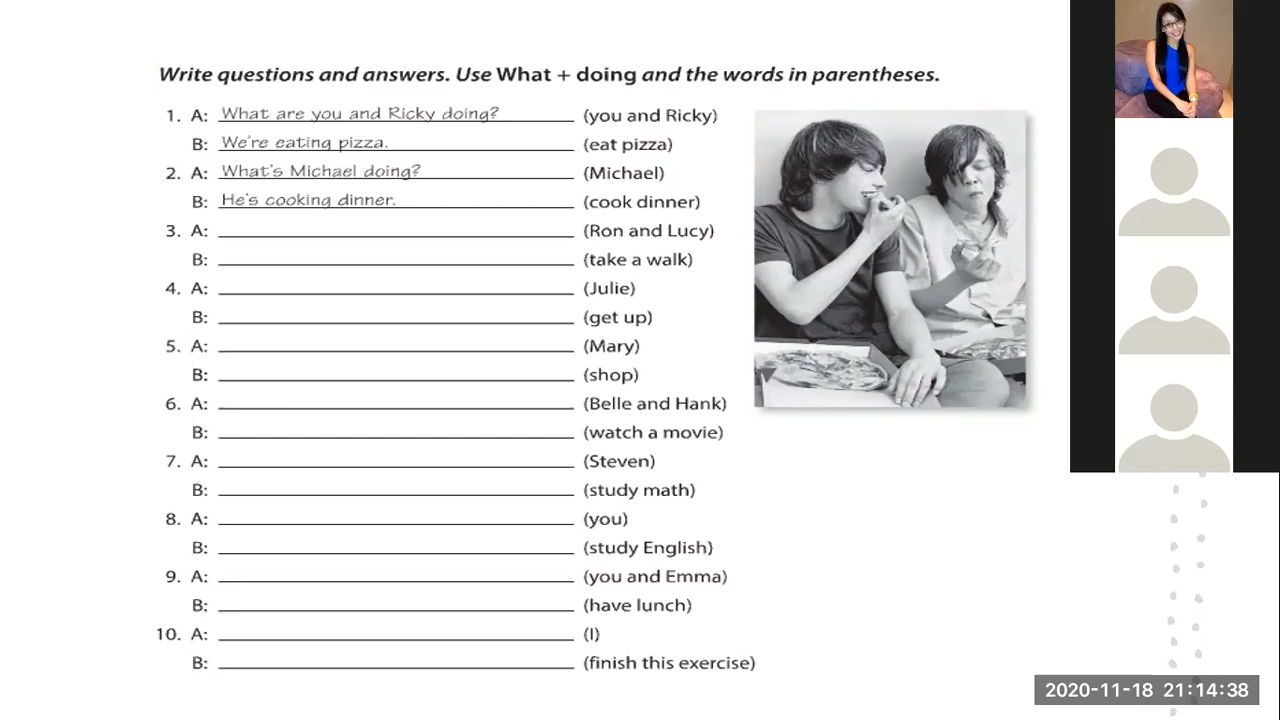 Write questions and answers. Use What + doing and the words in parentheses.
1. A: What are you and Ricky doing? (you and Ricky)
B: We're eating pizza. (eat pizza)
2. A: What's Michael doing? (Michael)
B: He's cooking dinner. (cook dinner)
3. A: (Ron and Lucy)
B: (take a walk)
4. A: (Julie)
B: (get up)
5. A: (Mary)
B: (shop)
6. A: (Belle and Hank)
B: (watch a movie)
7. A: (Steven)
B: (study math)
8. A: (you)
B: (study English)
9. A: (you and Emma)
B: (have lunch)
10. A: (I)
B: (finish this exercise)
2020-11-18 21:14:38